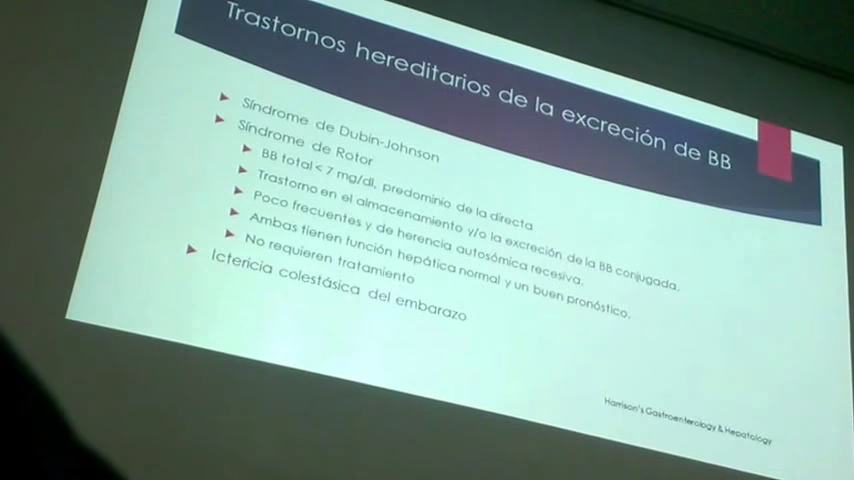 Trastornos hereditarios de la excreción de BB
Síndrome de Dubin-Johnson
Síndrome de Rotor
BB total < 7 mg/dl, predominio de la directa
Trastorno en el almacenamiento y/o la excreción de la BB conjugada.
Poco frecuentes y de herencia autosómica recesiva.
Ambas tienen función hepática normal y un buen pronóstico.
No requieren tratamiento
Ictericia colestásica del embarazo
Harrison's Gastroenterology & Hepatology